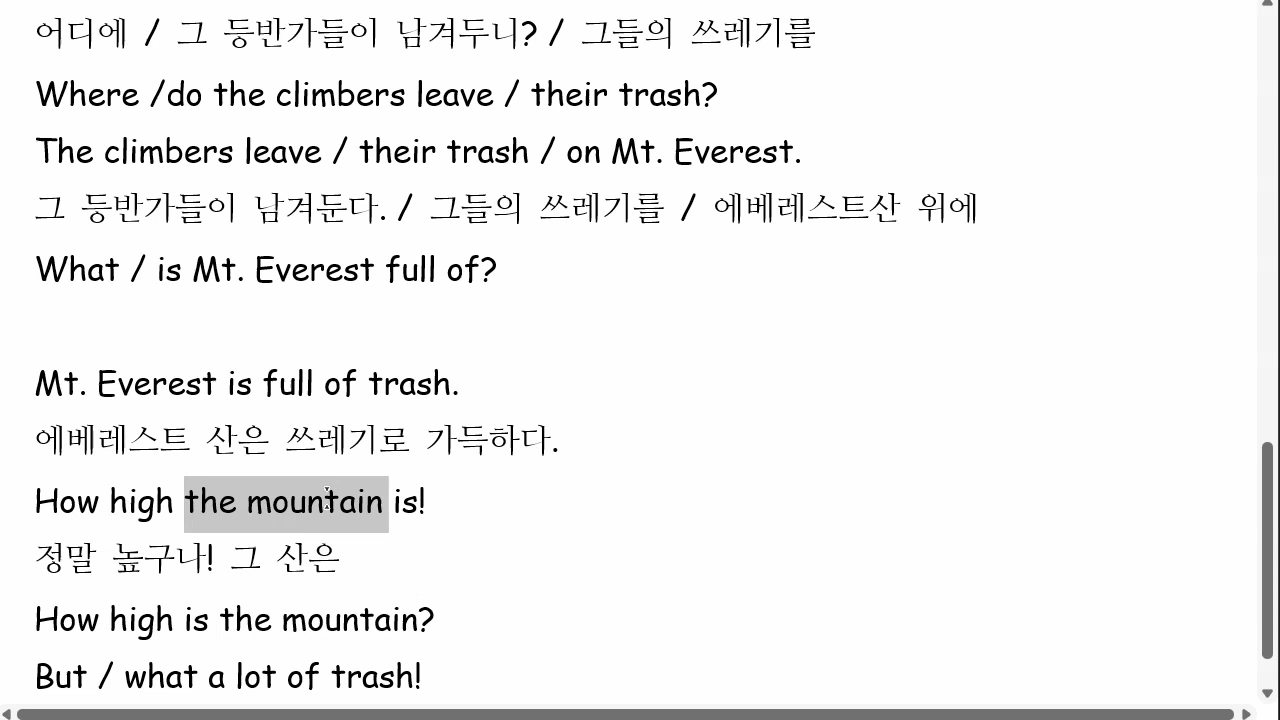 어디에 / 그 등반가들이 남겨두니? / 그들의 쓰레기를
Where /do the climbers leave / their trash?
The climbers leave / their trash / on Mt. Everest.
그 등반가들이 남겨둔다. / 그들의 쓰레기를 / 에베레스트산 위에
What / is Mt. Everest full of?
Mt. Everest is full of trash.
에베레스트 산은 쓰레기로 가득하다.
How high the mountain is!
정말 높구나! 그 산은
How high is the mountain?
But / what a lot of trash!